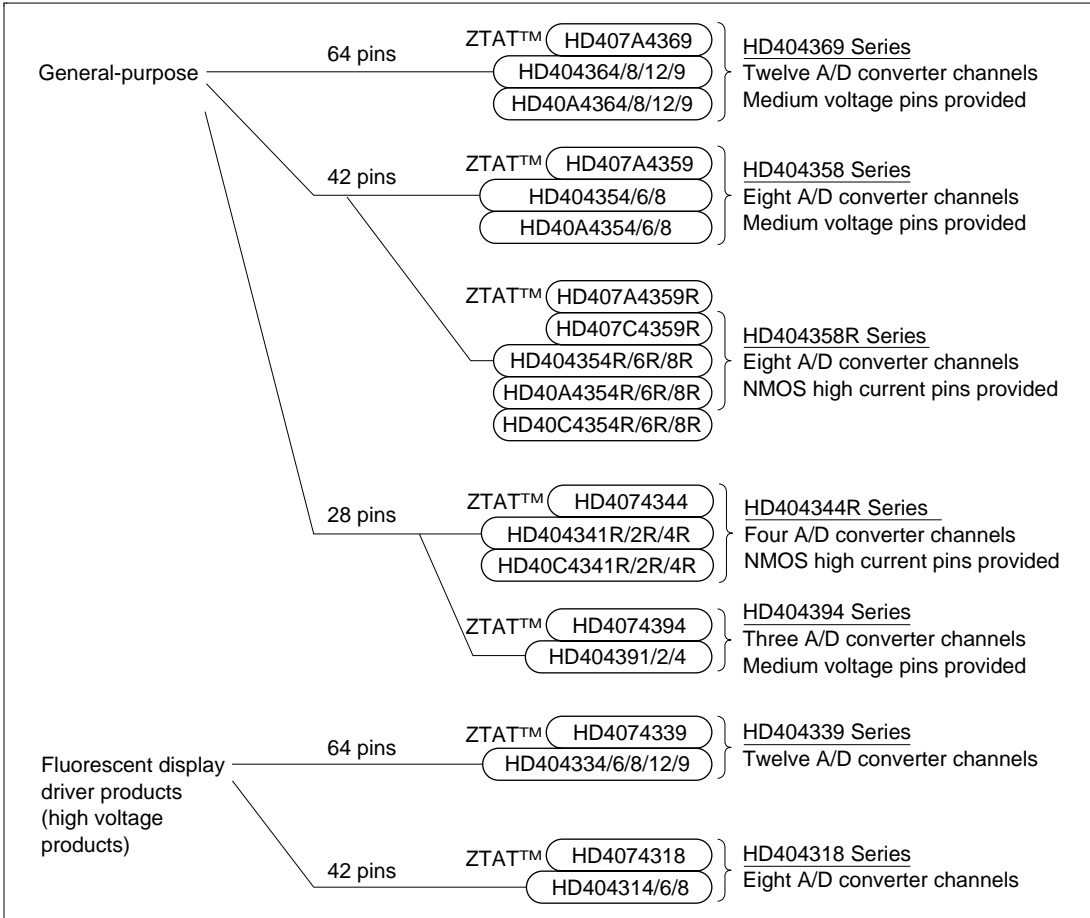 General-purpose
64 pins
ZTAT™ HD407A4369
HD404364/8/12/9
HD40A4364/8/12/9
HD404369 Series
Twelve A/D converter channels
Medium voltage pins provided
42 pins
ZTAT™ HD407A4359
HD404354/6/8
HD40A4354/6/8
HD404358 Series
Eight A/D converter channels
Medium voltage pins provided
ZTAT™ HD407A4359R
HD407C4359R
HD404354R/6R/8R
HD40A4354R/6R/8R
HD40C4354R/6R/8R
HD404358R Series
Eight A/D converter channels
NMOS high current pins provided
28 pins
ZTAT™ HD4074344
HD404341R/2R/4R
HD40C4341R/2R/4R
HD404344R Series
Four A/D converter channels
NMOS high current pins provided
ZTAT™ HD4074394
HD404391/2/4
HD404394 Series
Three A/D converter channels
Medium voltage pins provided
Fluorescent display
driver products
(high voltage
products)
64 pins
ZTAT™ HD4074339
HD404334/6/8/12/9
HD404339 Series
Twelve A/D converter channels
42 pins
ZTAT™ HD4074318
HD404314/6/8
HD404318 Series
Eight A/D converter channels